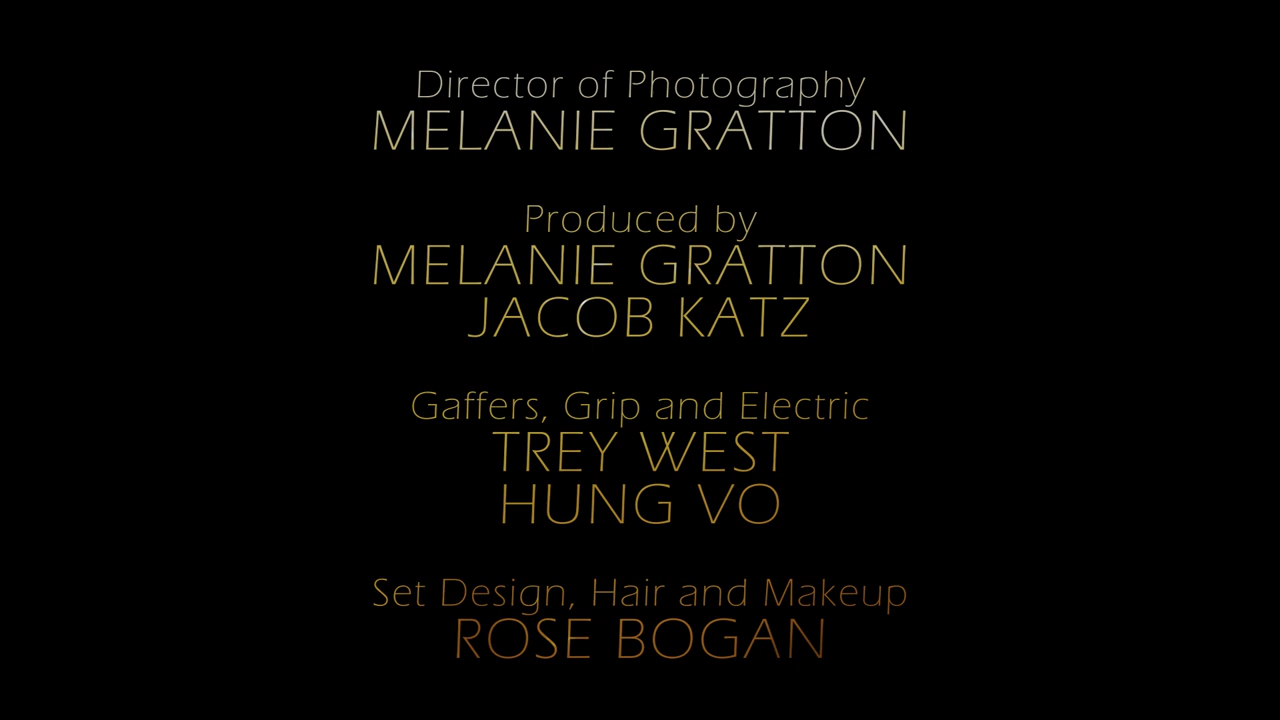 Director of Photography
MELANIE GRATTON
Produced by
MELANIE GRATTON
JACOB KATZ
Gaffers, Grip and Electric
TREY WEST
HUNG VO
Set Design, Hair and Makeup
ROSE BOGAN